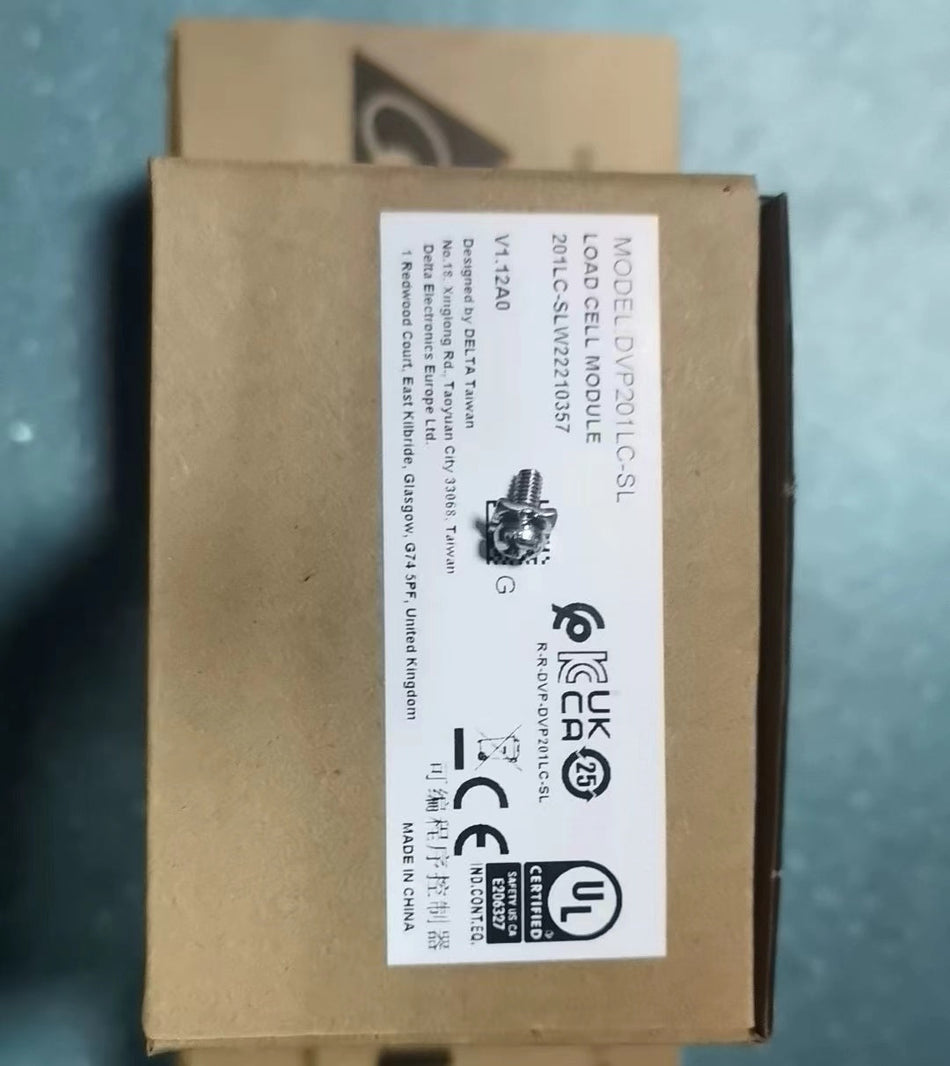 MODEL DVP201LC-SL
LOAD CELL MODULE
201LC-SLW22210357
V1.12A0
G
Designed by DELTA Taiwan
No.18, Xinglong Rd., Taoyuan City 33068, Taiwan
Delta Electronics Europe Ltd.
1 Redwood Court, East Kilbride, Glasgow, G74 5PF, United Kingdom
UK
CA
25
R-R-DVP-DVP201LC-SL
CE
可编程序控制器
MADE IN CHINA
UL
CERTIFIED
SAFETY US CA
E206327
IND.CONT.EQ.